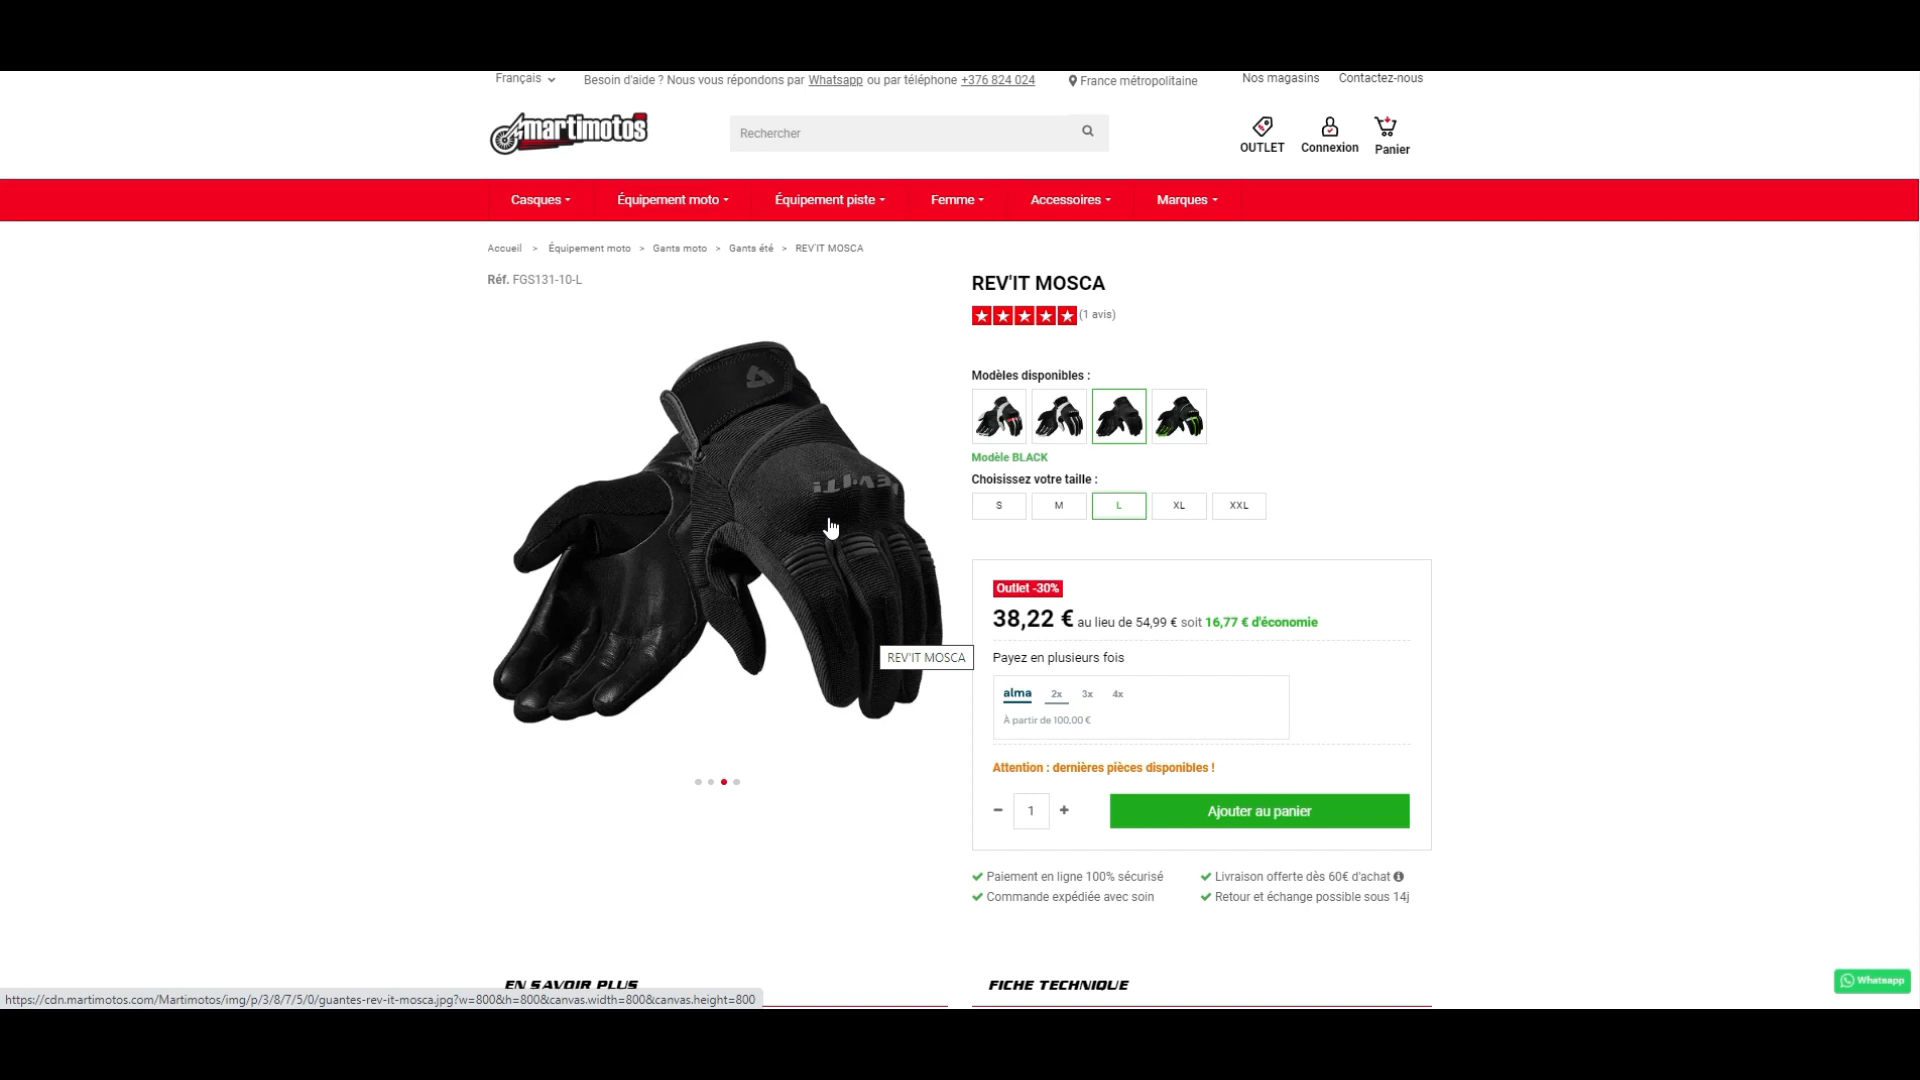 Français
Besoin d'aide ? Nous vous répondons par Whatsapp ou par téléphone +376 824 024
France métropolitaine
Nos magasins
Contactez-nous
martimotos
Rechercher
OUTLET
Connexion
Panier
Casques
Équipement moto
Équipement piste
Femme
Accessoires
Marques
Accueil > Équipement moto > Gants moto > Gants été > REV'IT MOSCA
Réf. FGS131-10-L
REV'IT MOSCA
(1 avis)
Modèles disponibles :
Modèle BLACK
Choisissez votre taille :
S
M
L
XL
XXL
Outlet -30%
38,22 € au lieu de 54,99 € soit 16,77 € d'économie
REV'IT MOSCA
Payez en plusieurs fois
alma
2x
3x
4x
À partir de 100,00 €
Attention : dernières pièces disponibles !
- 1 +
Ajouter au panier
Paiement en ligne 100% sécurisé
Livraison offerte dès 60€ d'achat
Commande expédiée avec soin
Retour et échange possible sous 14j
EN SAVOIR PLUS
FICHE TECHNIQUE
Whatsapp
https://cdn.martimotos.com/Martimotos/img/p/3/8/7/5/0/guantes-rev-it-mosca.jpg?w=800&h=800&canvas.width=800&canvas.height=800